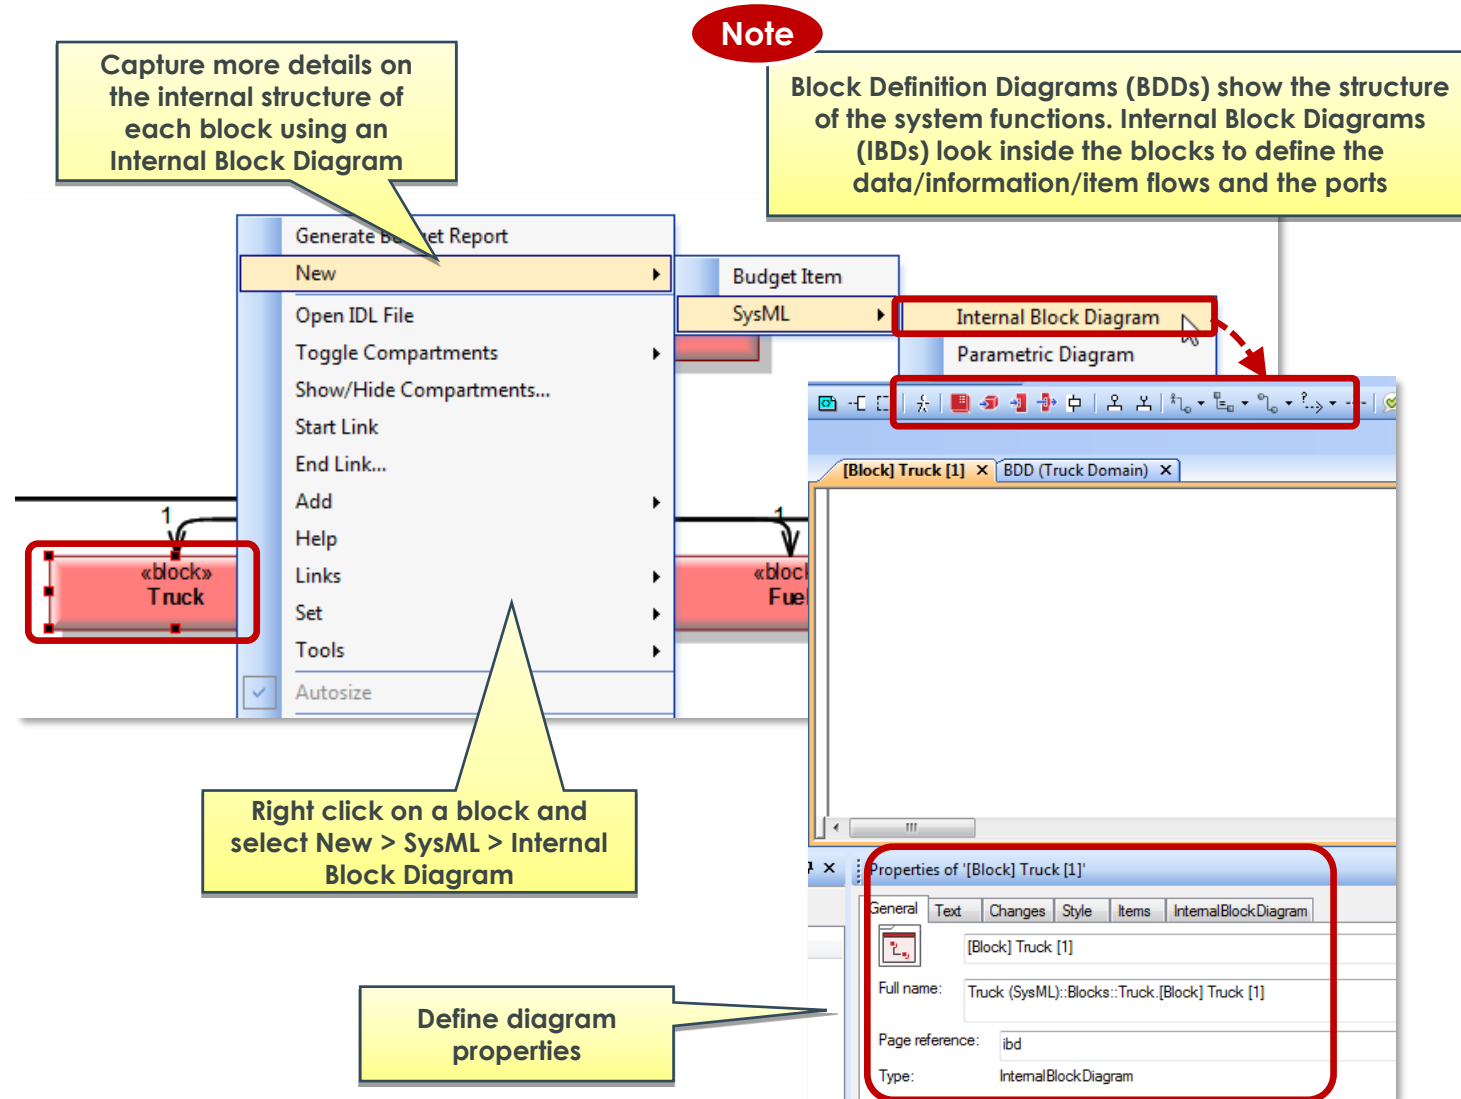 Note
Capture more details on
the internal structure of
each block using an
Internal Block Diagram
Block Definition Diagrams (BDDs) show the structure
of the system functions. Internal Block Diagrams
(IBDs) look inside the blocks to define the
data/information/item flows and the ports
Generate Budget Report
New
Open IDL File
Toggle Compartments
Show/Hide Compartments...
Start Link
End Link...
Add
Help
Links
Set
Tools
Autosize
Budget Item
SysML
Internal Block Diagram
Parametric Diagram
[Block] Truck [1]
BDD (Truck Domain)
1
«block»
Truck
1
«block
Fuel
Right click on a block and
select New > SysML > Internal
Block Diagram
Define diagram
properties
Properties of '[Block] Truck [1]'
General Text Changes Style Items InternalBlockDiagram
[Block] Truck [1]
Full name: Truck (SysML)::Blocks::Truck.[Block] Truck [1]
Page reference: ibd
Type: InternalBlockDiagram